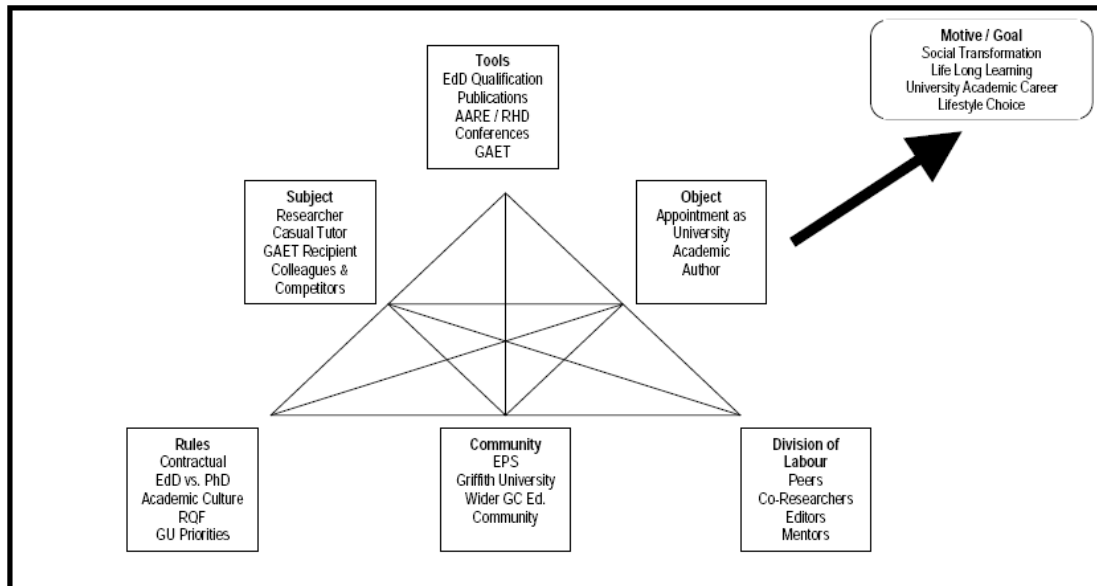 Motive / Goal
Social Transformation
Life Long Learning
University Academic Career
Lifestyle Choice
Tools
EdD Qualification
Publications
AARE / RHD
Conferences
GAET
Subject
Researcher
Casual Tutor
GAET Recipient
Colleagues &
Competitors
Object
Appointment as
University
Academic
Author
Rules
Contractual
EdD vs. PhD
Academic Culture
RQF
GU Priorities
Community
EPS
Griffith University
Wider GC Ed.
Community
Division of
Labour
Peers
Co-Researchers
Editors
Mentors